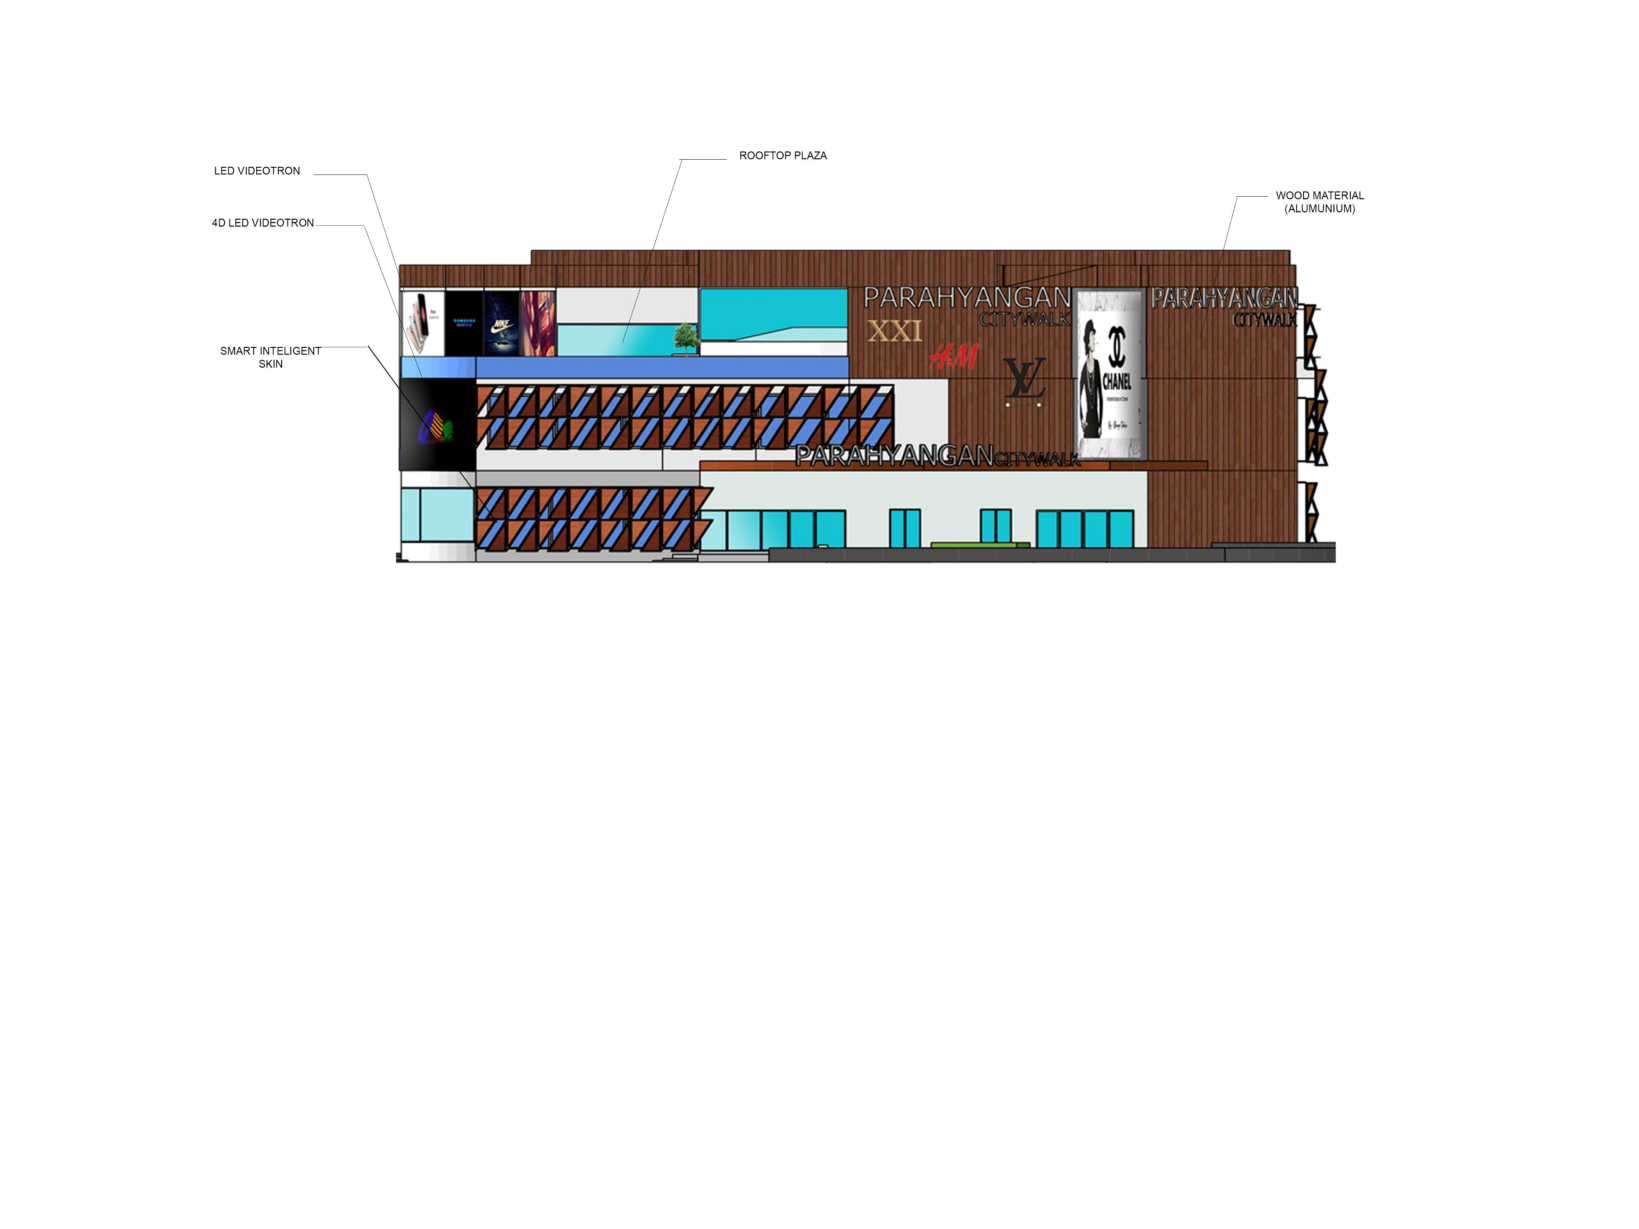 ROOFTOP PLAZA
LED VIDEOTRON
WOOD MATERIAL
(ALUMUNIUM)
4D LED VIDEOTRON
SMART INTELIGENT
SKIN
PARAHYANGAN
CITYWALK
PARAHYANGAN
CITYWALK
SAMSUNG
NIKE
XXI
H&M
LV
CHANEL
PARAHYANGAN CITYWALK